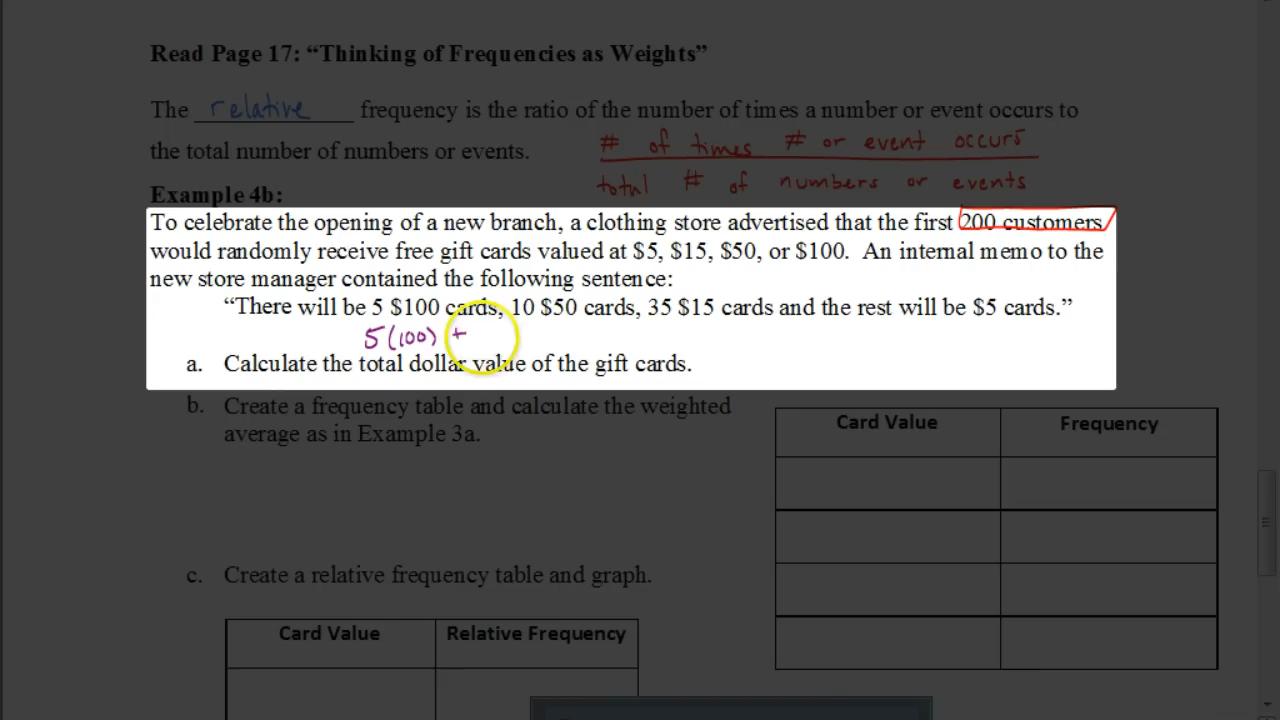 Read Page 17: “Thinking of Frequencies as Weights”
The relative frequency is the ratio of the number of times a number or event occurs to
the total number of numbers or events.
# of times # or event occurs
total # of numbers or events
Example 4b:
To celebrate the opening of a new branch, a clothing store advertised that the first 200 customers
would randomly receive free gift cards valued at $5, $15, $50, or $100. An internal memo to the
new store manager contained the following sentence:
“There will be 5 $100 cards, 10 $50 cards, 35 $15 cards and the rest will be $5 cards.”
5(100) +
a. Calculate the total dollar value of the gift cards.
b. Create a frequency table and calculate the weighted
average as in Example 3a.
Card Value Frequency
c. Create a relative frequency table and graph.
Card Value Relative Frequency